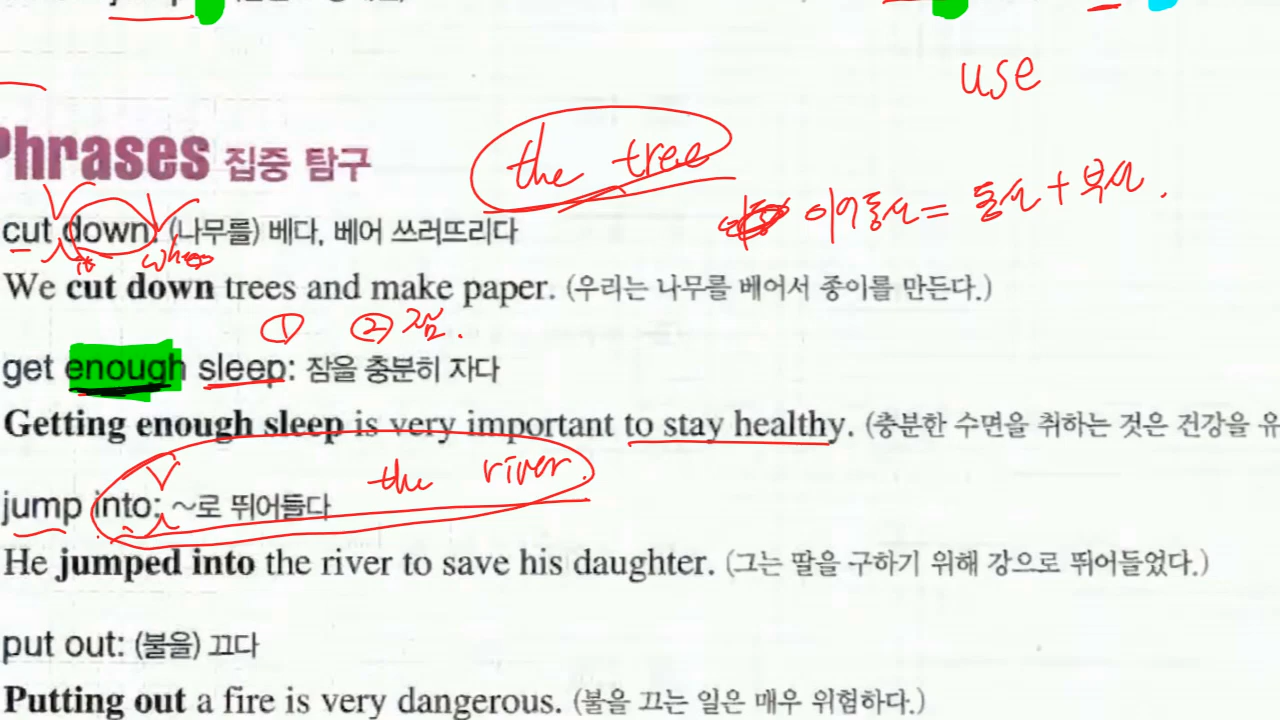 use
the tree
이어동사 = 동사 + 부사.
Phrases 집중 탐구
cut down: (나무를) 베다, 베어 쓰러뜨리다
it
We cut down trees and make paper. (우리는 나무를 베어서 종이를 만든다.)
① ② 잠.
get enough sleep: 잠을 충분히 자다
Getting enough sleep is very important to stay healthy. (충분한 수면을 취하는 것은 건강을 유
the river.
jump into: ~로 뛰어들다
He jumped into the river to save his daughter. (그는 딸을 구하기 위해 강으로 뛰어들었다.)
put out: (불을) 끄다
Putting out a fire is very dangerous. (불을 끄는 일은 매우 위험하다.)